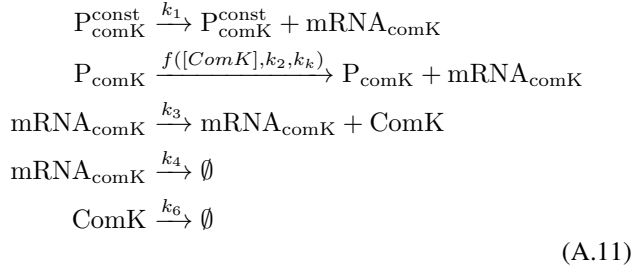 P^const_comK —k_1→ P^const_comK + mRNA_comK
P_comK —f([ComK],k_2,k_k)→ P_comK + mRNA_comK
mRNA_comK —k_3→ mRNA_comK + ComK
mRNA_comK —k_4→ ∅
ComK —k_6→ ∅
(A.11)